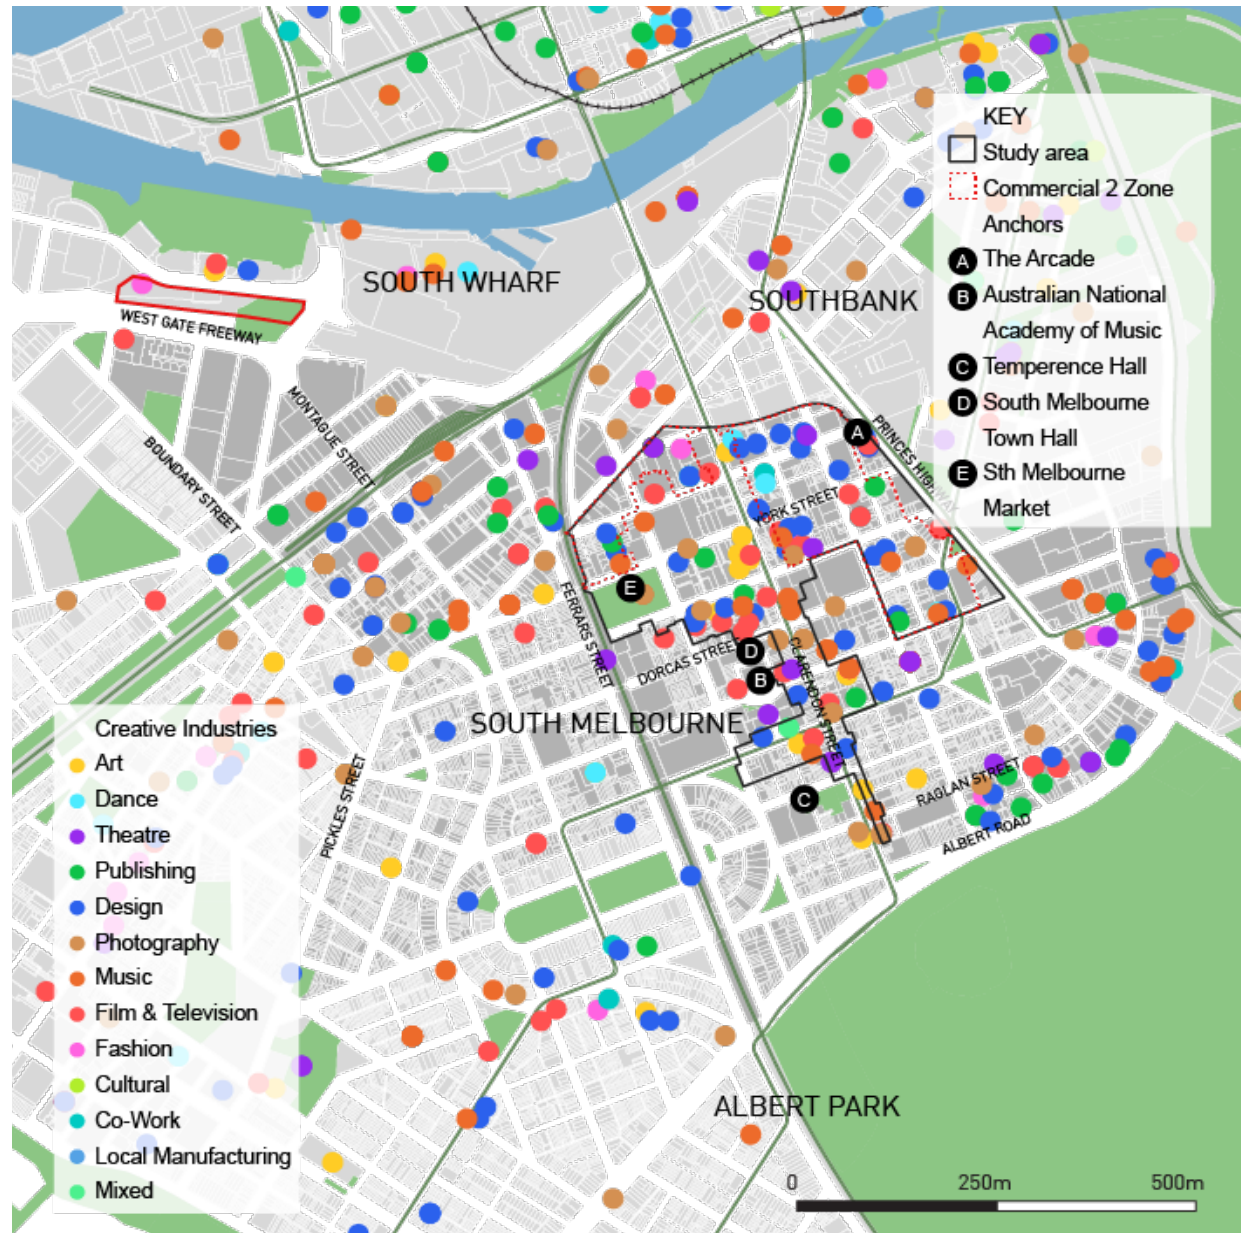 KEY
Study area
Commercial 2 Zone
Anchors
A The Arcade
B Australian National
Academy of Music
C Temperence Hall
D South Melbourne
Town Hall
E Sth Melbourne
Market
SOUTH WHARF
SOUTHBANK
WEST GATE FREEWAY
MONTAGUE STREET
BOUNDARY STREET
A
PRINCES HIGH
YORK STREET
E
FERRARS STREET
DORCAS STREE
D
B
CLARENDON STREET
SOUTH MELBOURNE
C
RAGLAN STREET
ALBERT ROAD
PICKLES STREET
Creative Industries
Art
Dance
Theatre
Publishing
Design
Photography
Music
Film & Television
Fashion
Cultural
Co-Work
Local Manufacturing
Mixed
ALBERT PARK
0 250m 500m